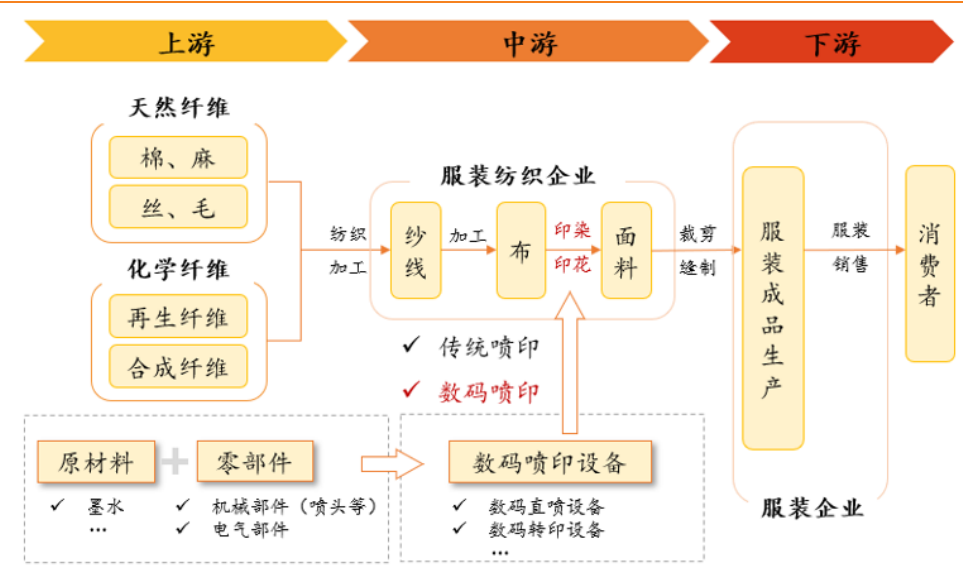 上游
中游
下游
天然纤维
棉、麻
丝、毛
化学纤维
再生纤维
合成纤维
纺织
加工
服装纺织企业
纱线
加工
布
印染
印花
面料
裁剪
缝制
服装成品生产
服装
销售
消费者
✓ 传统喷印
✓ 数码喷印
原材料
+
零部件
✓ 墨水
…
✓ 机械部件（喷头等）
✓ 电气部件
数码喷印设备
✓ 数码直喷设备
✓ 数码转印设备
…
服装企业